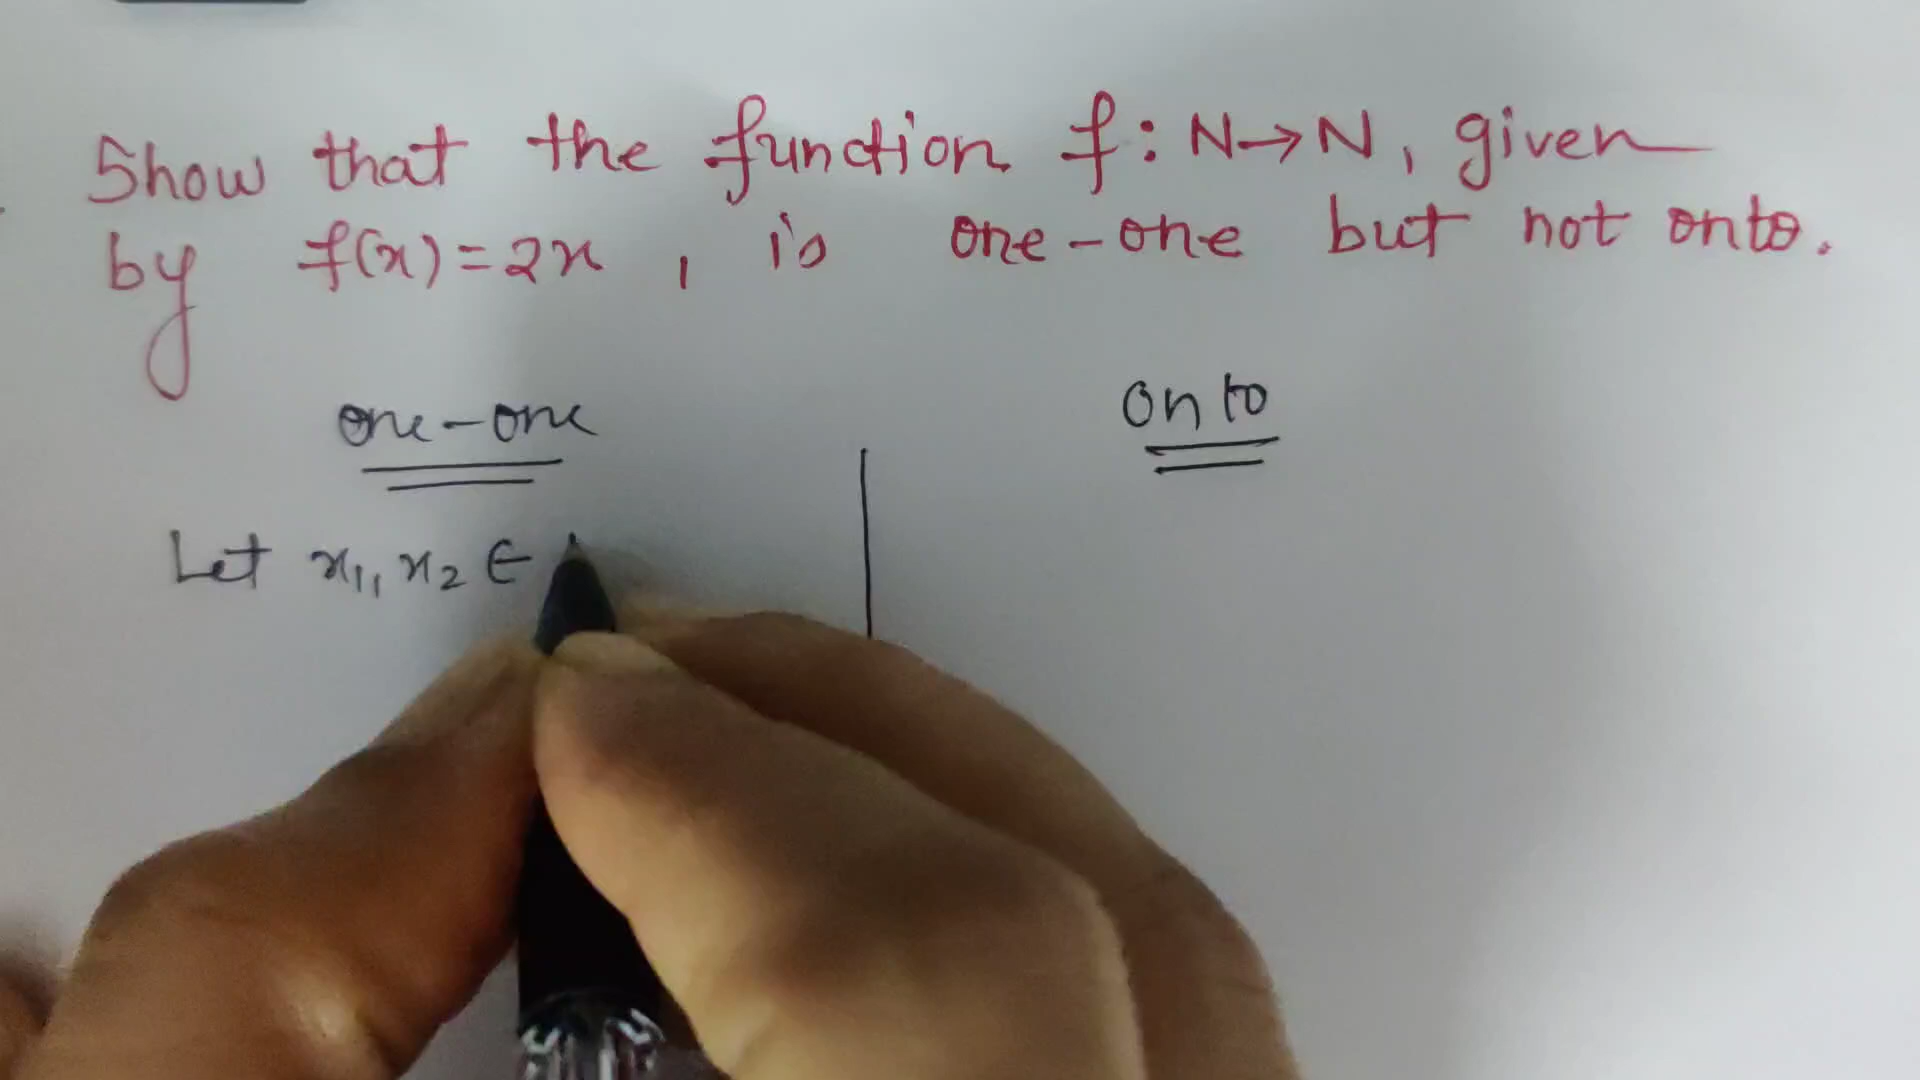 Show that the function f: N→N, given
by f(x) = 2x, is one-one but not onto.
one-one
onto
Let x₁, x₂ ∈